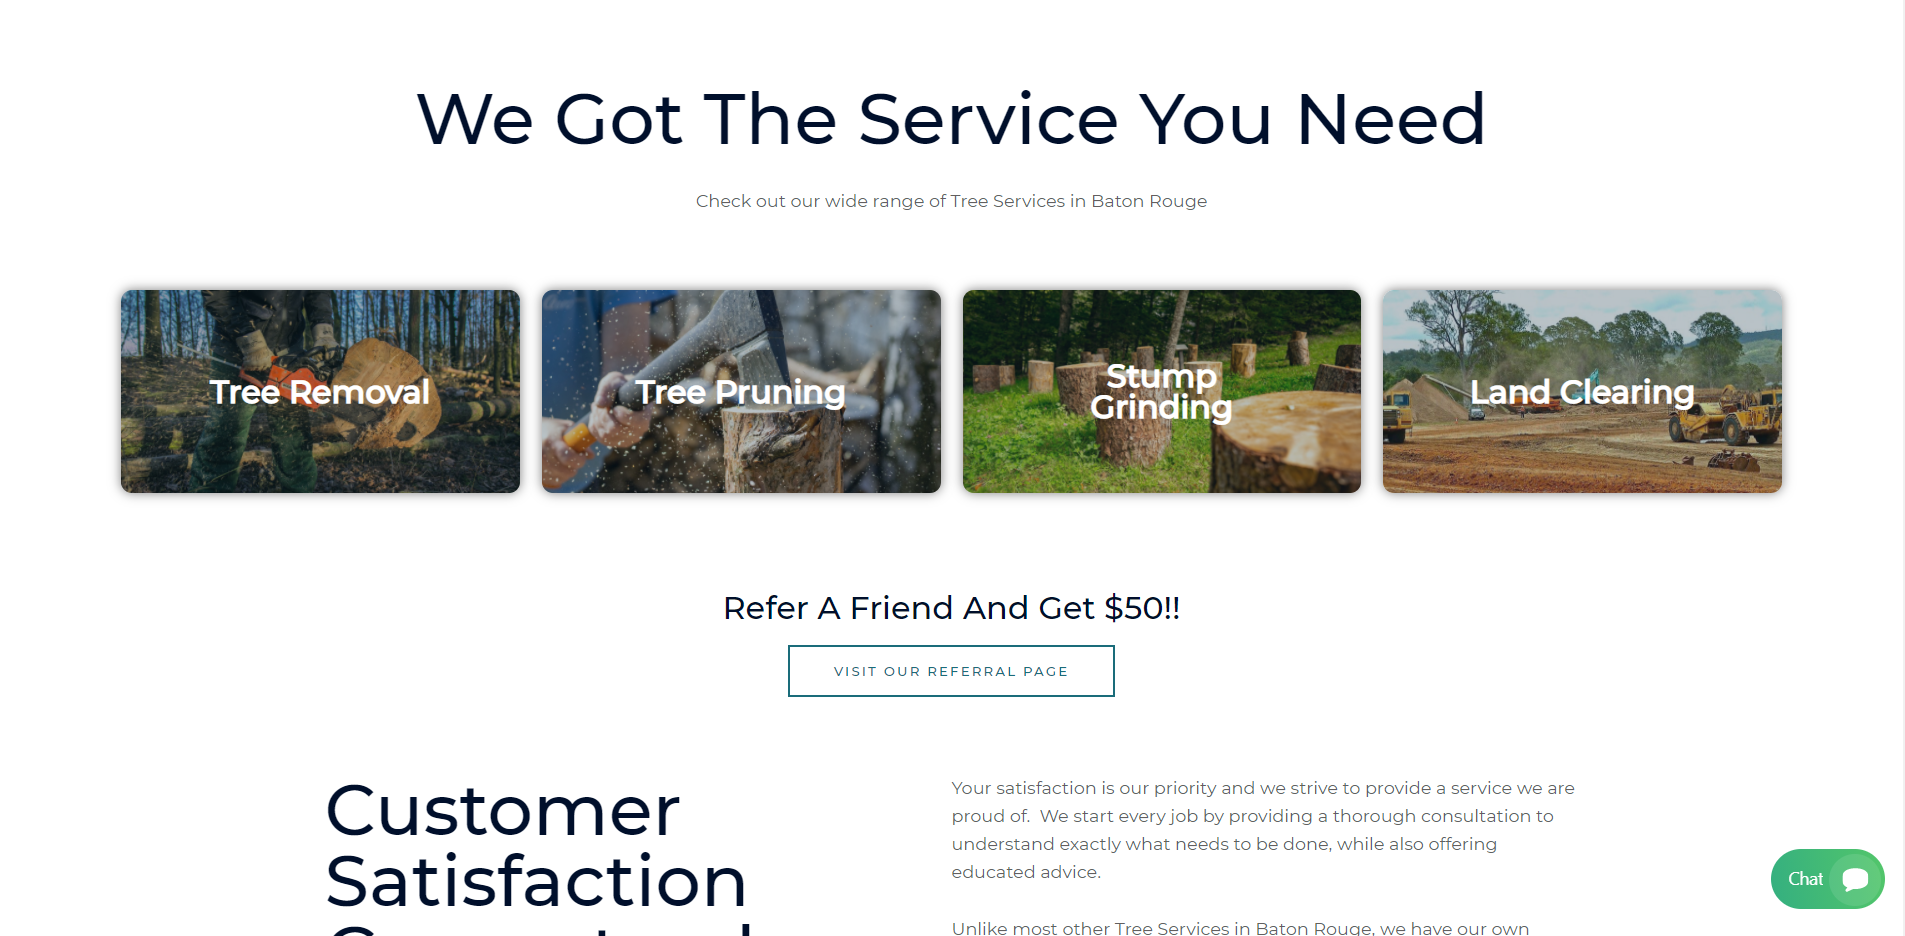 We Got The Service You Need
Check out our wide range of Tree Services in Baton Rouge
Tree Removal
Tree Pruning
Stump
Grinding
Land Clearing
Refer A Friend And Get $50!!
VISIT OUR REFERRAL PAGE
Customer
Satisfaction
Your satisfaction is our priority and we strive to provide a service we are
proud of.  We start every job by providing a thorough consultation to
understand exactly what needs to be done, while also offering
educated advice.
Unlike most other Tree Services in Baton Rouge, we have our own
Chat